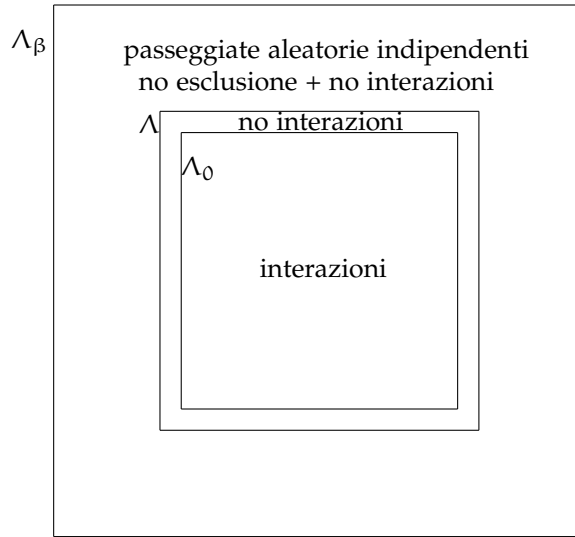 Λβ
passeggiate aleatorie indipendenti
no esclusione + no interazioni
Λ
no interazioni
Λ0
interazioni